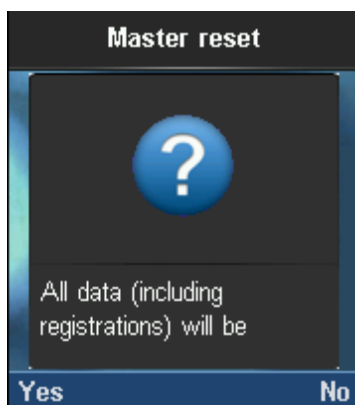 Master reset
?
All data (including
registrations) will be
Yes No